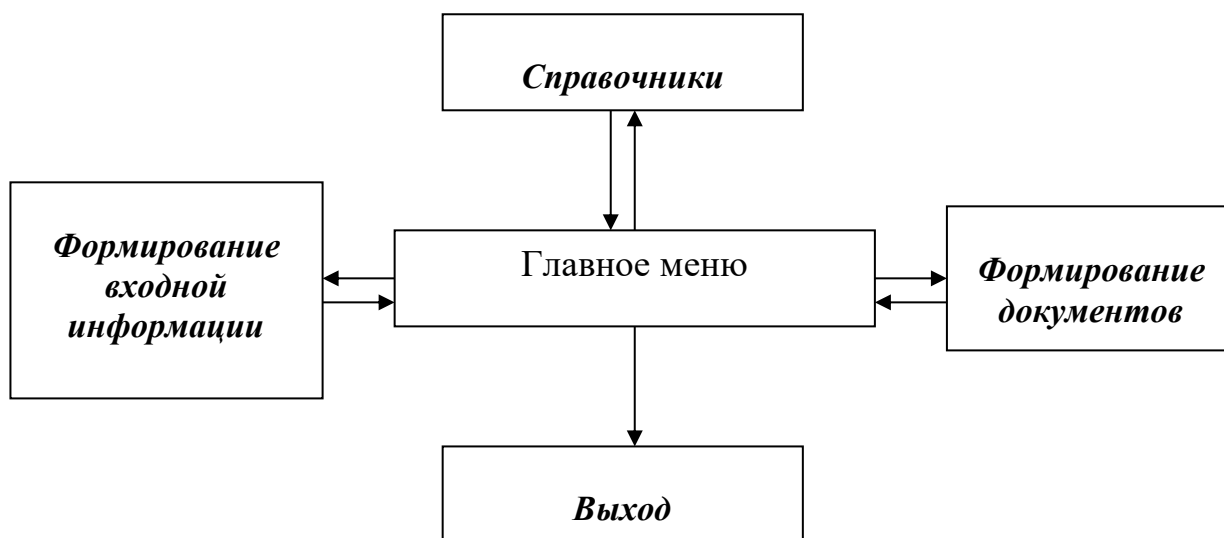 Справочники
Формирование
входной
информации
Главное меню
Формирование
документов
Выход